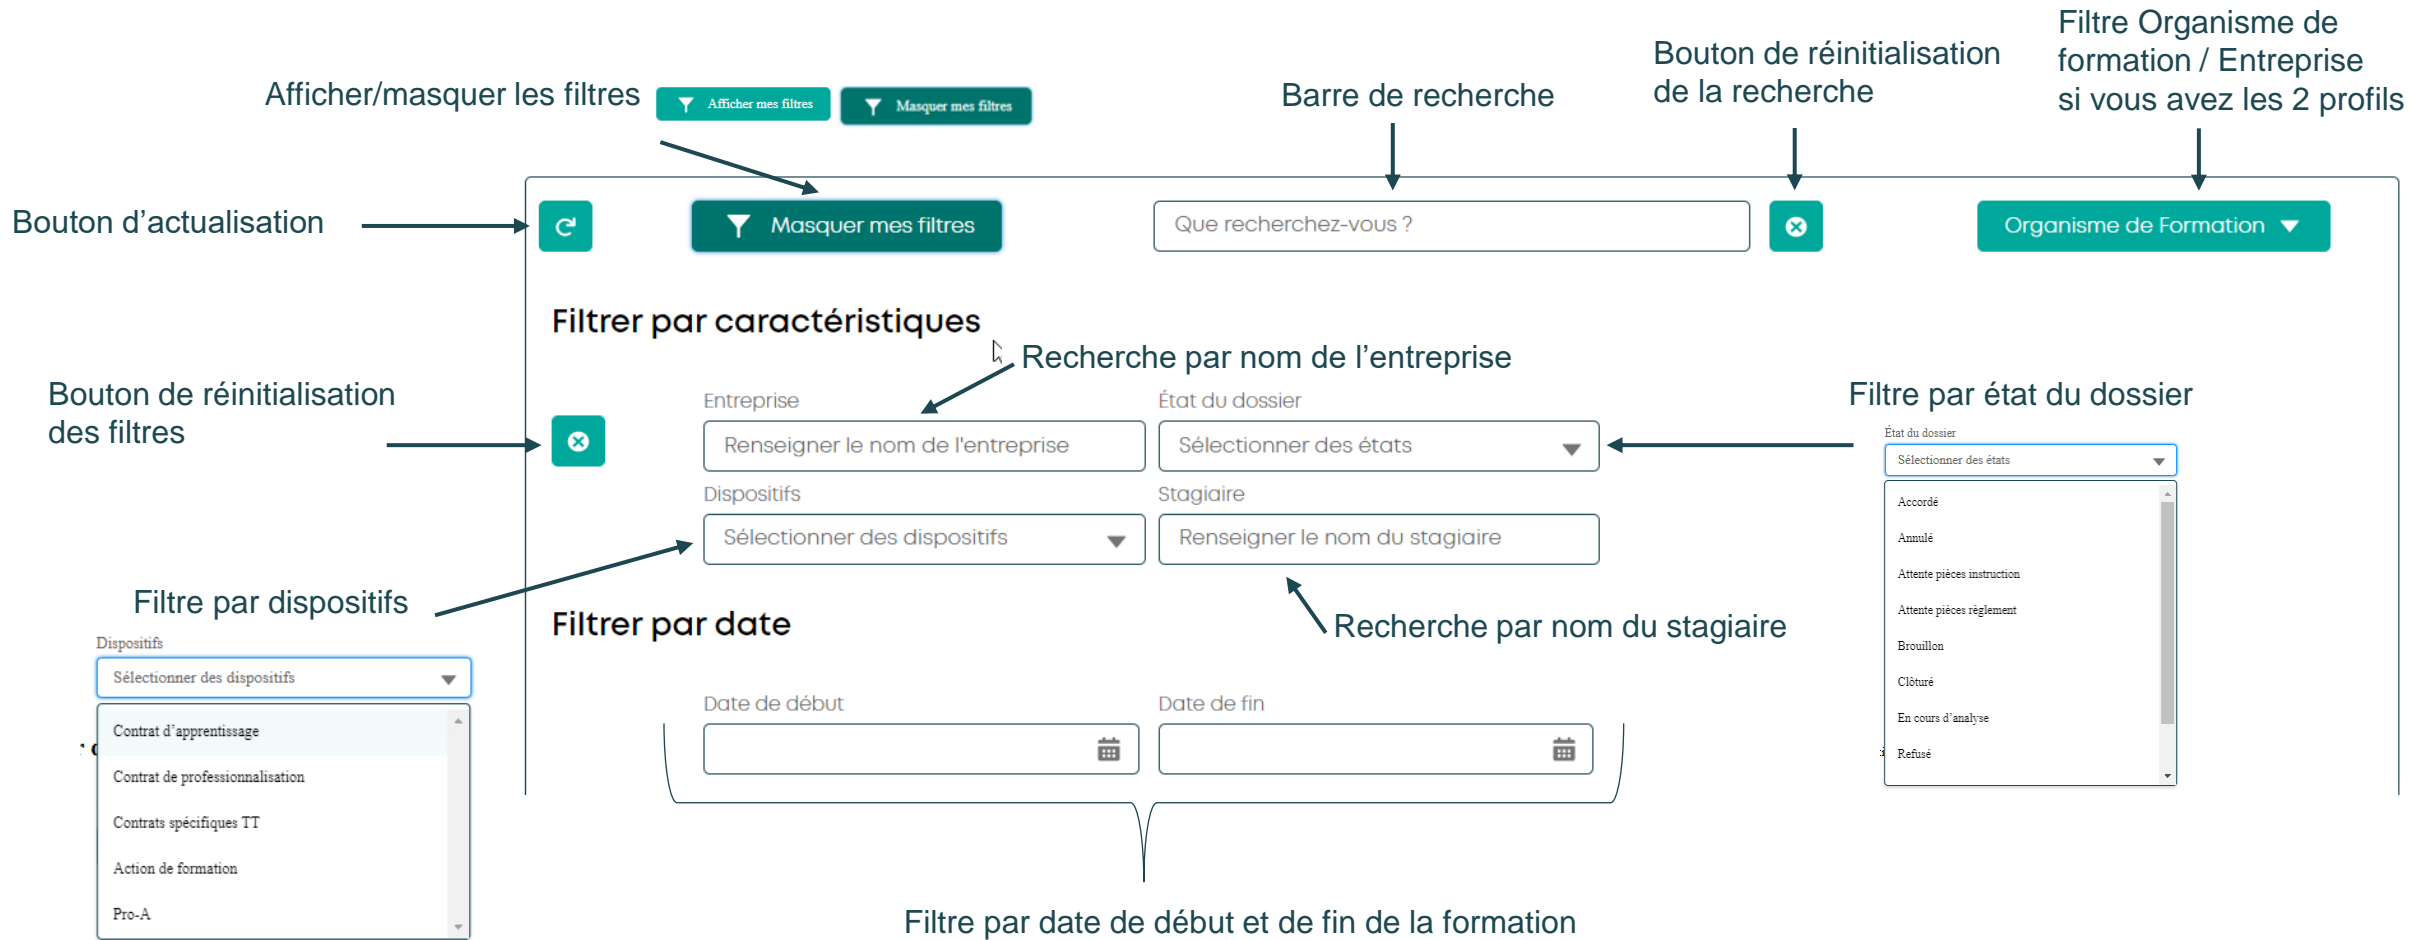 Filtre Organisme de
formation / Entreprise
si vous avez les 2 profils
Bouton de réinitialisation
de la recherche
Barre de recherche
Afficher/masquer les filtres
Afficher mes filtres
Masquer mes filtres
Bouton d’actualisation
Masquer mes filtres
Que recherchez-vous ?
Organisme de Formation
Filtrer par caractéristiques
Recherche par nom de l’entreprise
Bouton de réinitialisation
des filtres
Entreprise
Renseigner le nom de l'entreprise
État du dossier
Sélectionner des états
Dispositifs
Sélectionner des dispositifs
Stagiaire
Renseigner le nom du stagiaire
Filtre par état du dossier
État du dossier
Sélectionner des états
Accordé
Annulé
Attente pièces instruction
Attente pièces règlement
Brouillon
Clôturé
En cours d’analyse
Refusé
Filtre par dispositifs
Dispositifs
Sélectionner des dispositifs
Contrat d’apprentissage
Contrat de professionnalisation
Contrats spécifiques TT
Action de formation
Pro-A
Filtrer par date
Recherche par nom du stagiaire
Date de début
Date de fin
Filtre par date de début et de fin de la formation